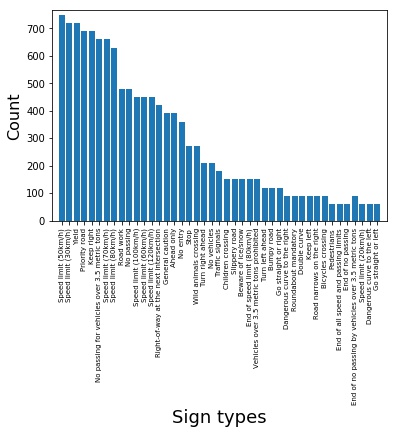 700
600
500
400
300
200
100
0
Count
Speed limit (50km/h)
Speed limit (30km/h)
Yield
Priority road
Keep right
No passing for vehicles over 3.5 metric tons
Speed limit (70km/h)
Speed limit (80km/h)
Road work
No passing
Speed limit (100km/h)
Speed limit (60km/h)
Speed limit (120km/h)
Right-of-way at the next intersection
General caution
Ahead only
No entry
Stop
Wild animals crossing
Turn right ahead
No vehicles
Traffic signals
Children crossing
Slippery road
Beware of ice/snow
End of speed limit (80km/h)
Vehicles over 3.5 metric tons prohibited
Turn left ahead
Bumpy road
Go straight or right
Dangerous curve to the right
Roundabout mandatory
Double curve
Keep left
Road narrows on the right
Bicycles crossing
Pedestrians
End of all speed and passing limits
End of no passing
End of no passing by vehicles over 3.5 metric tons
Speed limit (20km/h)
Dangerous curve to the left
Go straight or left
Sign types